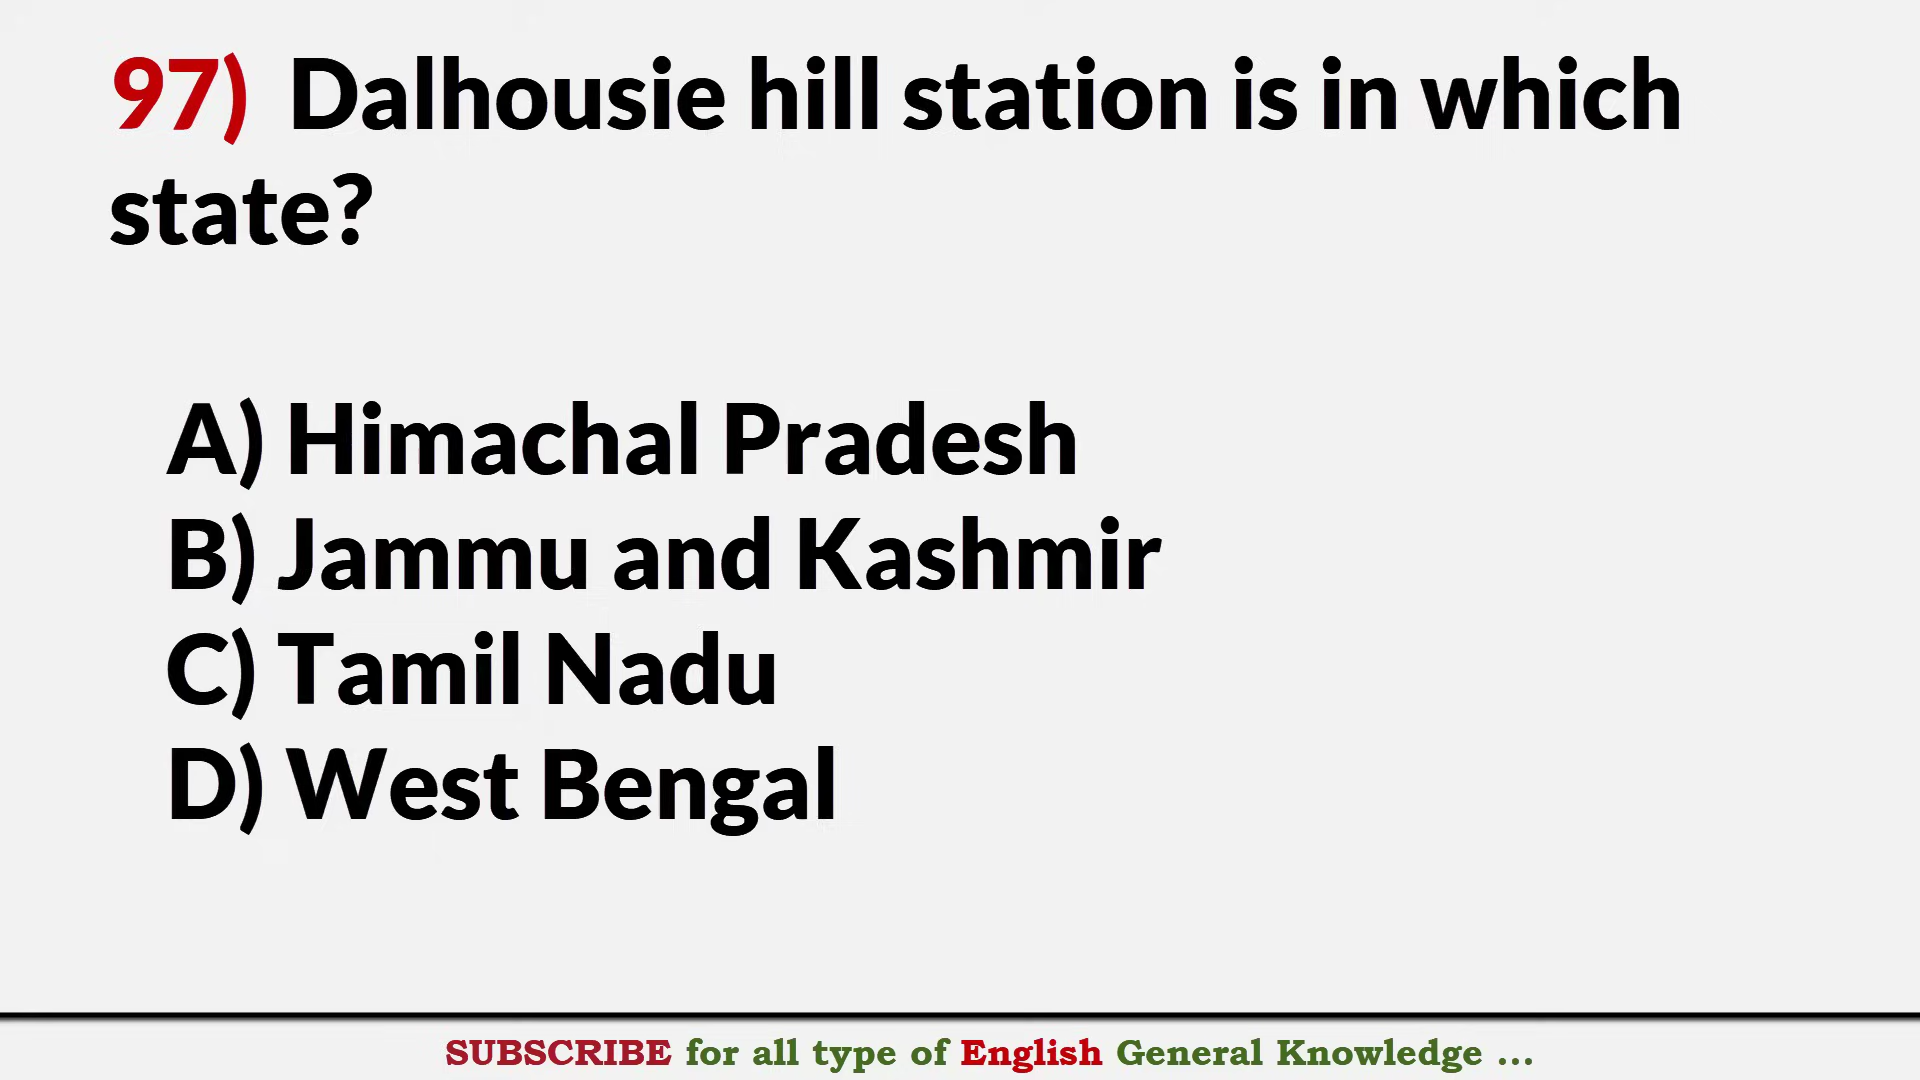 97) Dalhousie hill station is in which
state?
A) Himachal Pradesh
B) Jammu and Kashmir
C) Tamil Nadu
D) West Bengal
SUBSCRIBE for all type of English General Knowledge ...